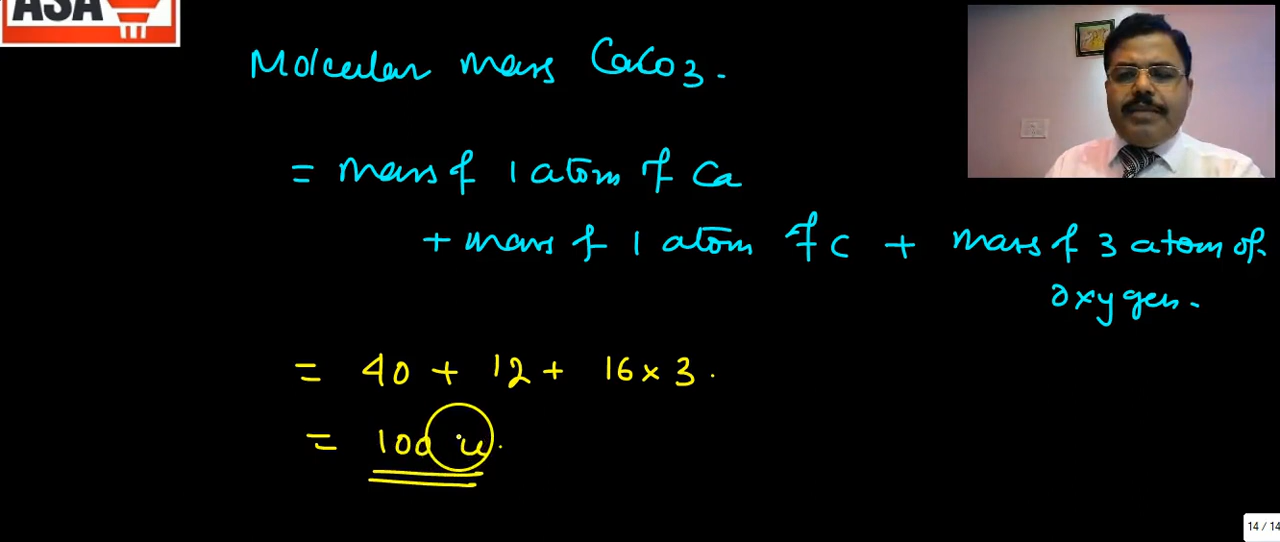 ASA
Molecular mass CaCO3.
= mass of 1 atom of Ca
+ mass of 1 atom of C + mass of 3 atom of
oxygen.
= 40 + 12 + 16 x 3.
= 100 u.
14 / 14